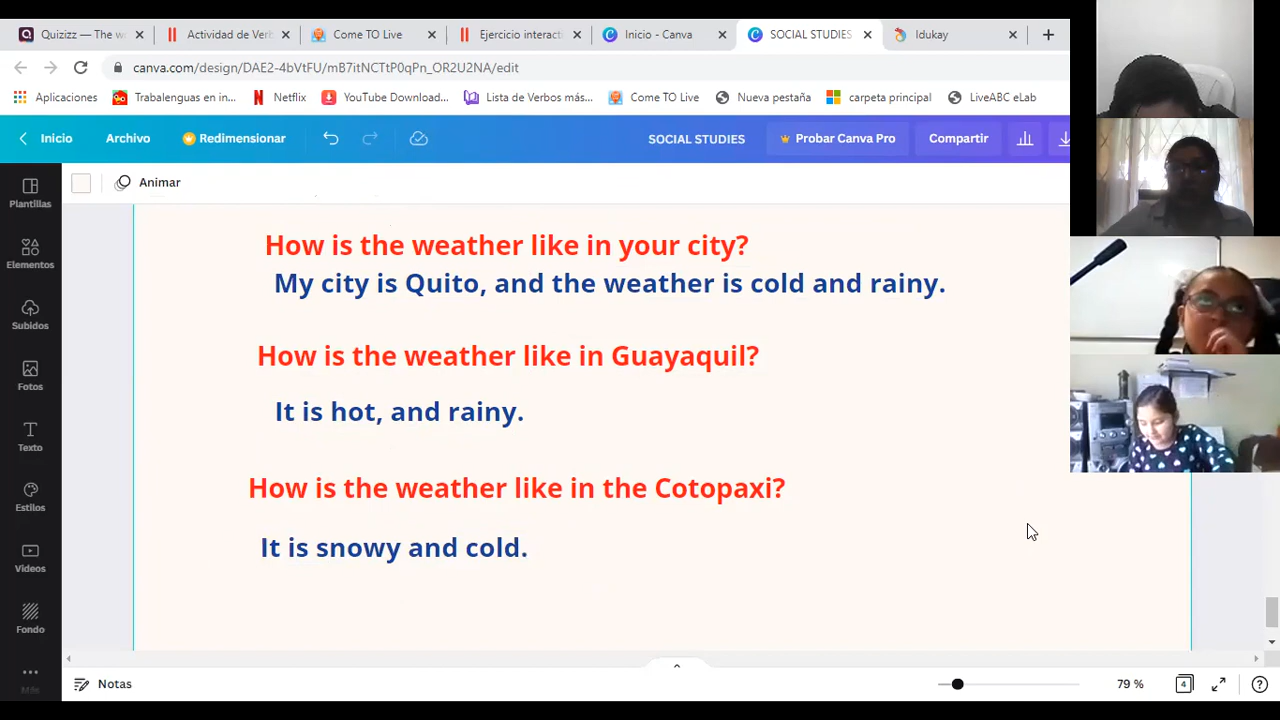 Quizizz — The w
Actividad de Ver
Come TO Live
Ejercicio interact
Inicio - Canva
SOCIAL STUDIES
Idukay
canva.com/design/DAE2-4bVtFU/mB7itNCTtP0qPn_OR2U2NA/edit
Aplicaciones
Trabalenguas en in...
Netflix
YouTube Download...
Lista de Verbos más...
Come TO Live
Nueva pestaña
carpeta principal
LiveABC eLab
Inicio
Archivo
Redimensionar
SOCIAL STUDIES
Probar Canva Pro
Compartir
Plantillas
Elementos
Subidos
Fotos
Texto
Estilos
Videos
Fondo
Más
Animar
How is the weather like in your city?
My city is Quito, and the weather is cold and rainy.
How is the weather like in Guayaquil?
It is hot, and rainy.
How is the weather like in the Cotopaxi?
It is snowy and cold.
Notas
79 %
4